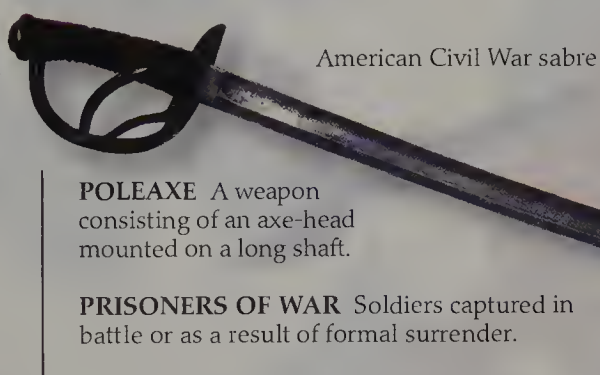 American Civil War sabre
POLEAXE A weapon
consisting of an axe-head
mounted on a long shaft.
PRISONERS OF WAR Soldiers captured in
battle or as a result of formal surrender.